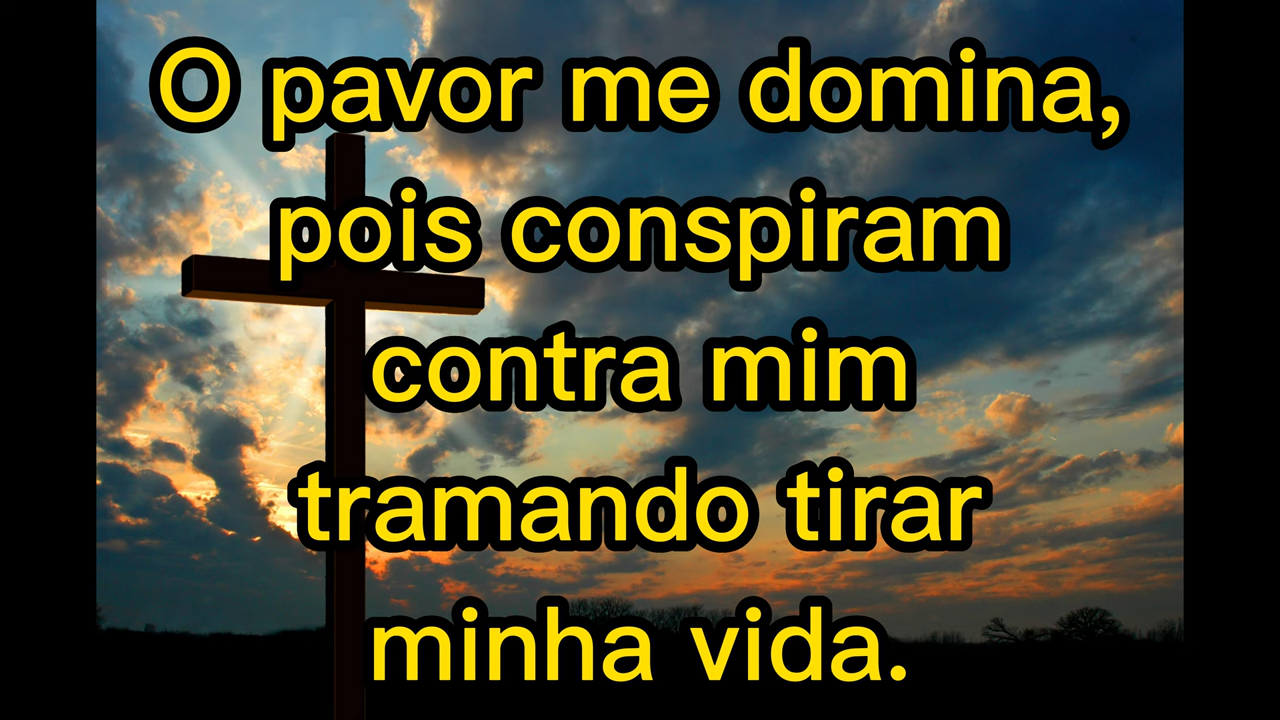 O pavor me domina,
pois conspiram
contra mim
tramando tirar
minha vida.